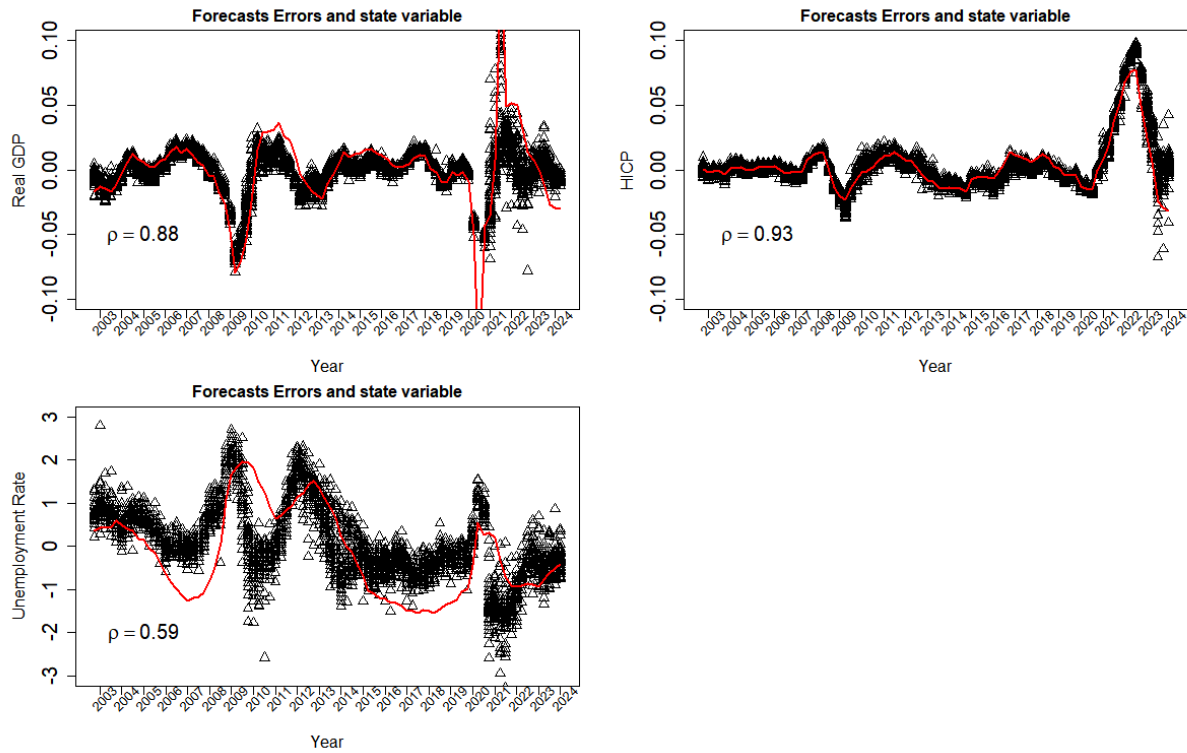 Forecasts Errors and state variable
Real GDP
0.10
0.05
0.00
-0.05
-0.10
ρ = 0.88
2003 2004 2005 2006 2007 2008 2009 2010 2011 2012 2013 2014 2015 2016 2017 2018 2019 2020 2021 2022 2023 2024
Year
Forecasts Errors and state variable
HICP
0.10
0.05
0.00
-0.05
-0.10
ρ = 0.93
2003 2004 2005 2006 2007 2008 2009 2010 2011 2012 2013 2014 2015 2016 2017 2018 2019 2020 2021 2022 2023 2024
Year
Forecasts Errors and state variable
Unemployment Rate
3
2
1
0
-1
-2
-3
ρ = 0.59
2003 2004 2005 2006 2007 2008 2009 2010 2011 2012 2013 2014 2015 2016 2017 2018 2019 2020 2021 2022 2023 2024
Year